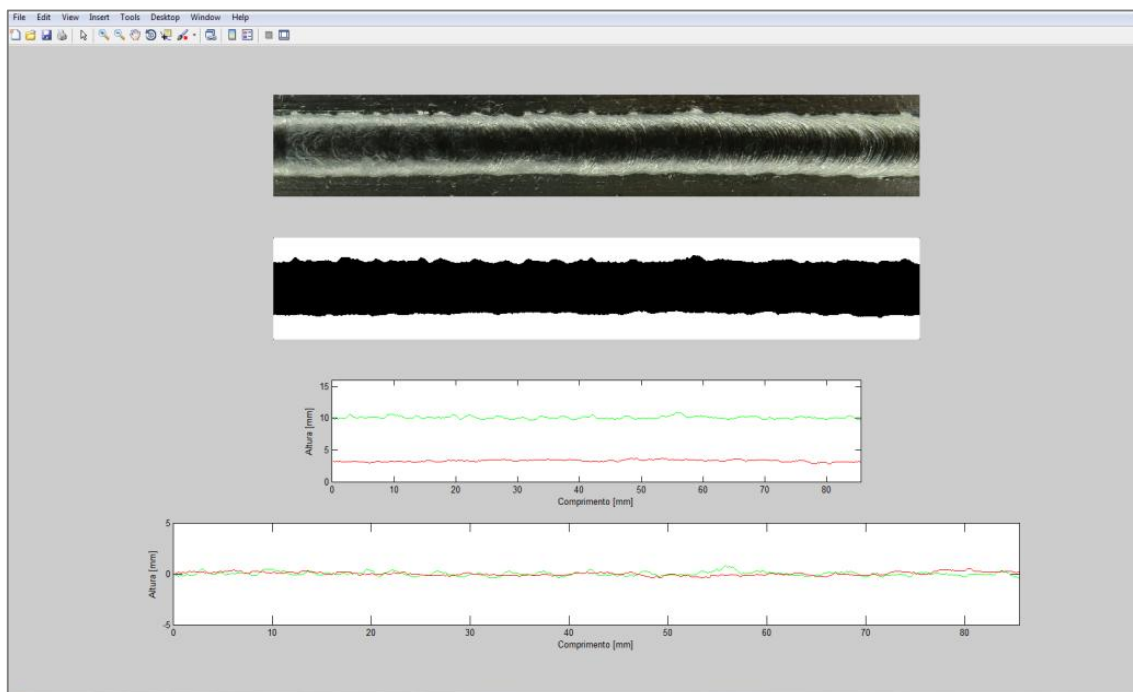 File Edit View Insert Tools Desktop Window Help
15
10
5
0
Altura [mm]
0 10 20 30 40 50 60 70 80
Comprimento [mm]
5
0
-5
Altura [mm]
0 10 20 30 40 50 60 70 80
Comprimento [mm]